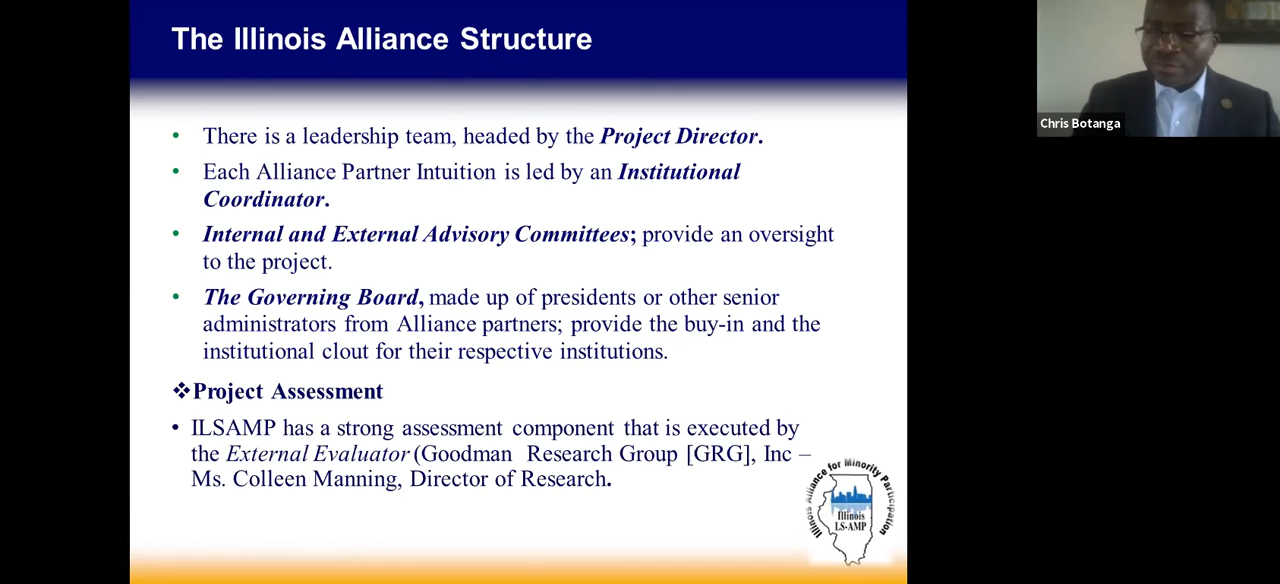 The Illinois Alliance Structure
• There is a leadership team, headed by the Project Director.
• Each Alliance Partner Intuition is led by an Institutional
Coordinator.
• Internal and External Advisory Committees; provide an oversight
to the project.
• The Governing Board, made up of presidents or other senior
administrators from Alliance partners; provide the buy-in and the
institutional clout for their respective institutions.
❖Project Assessment
• ILSAMP has a strong assessment component that is executed by
the External Evaluator (Goodman Research Group [GRG], Inc –
Ms. Colleen Manning, Director of Research.
Illinois Alliance for Minority Participation
Illinois
LS-AMP
Chris Botanga